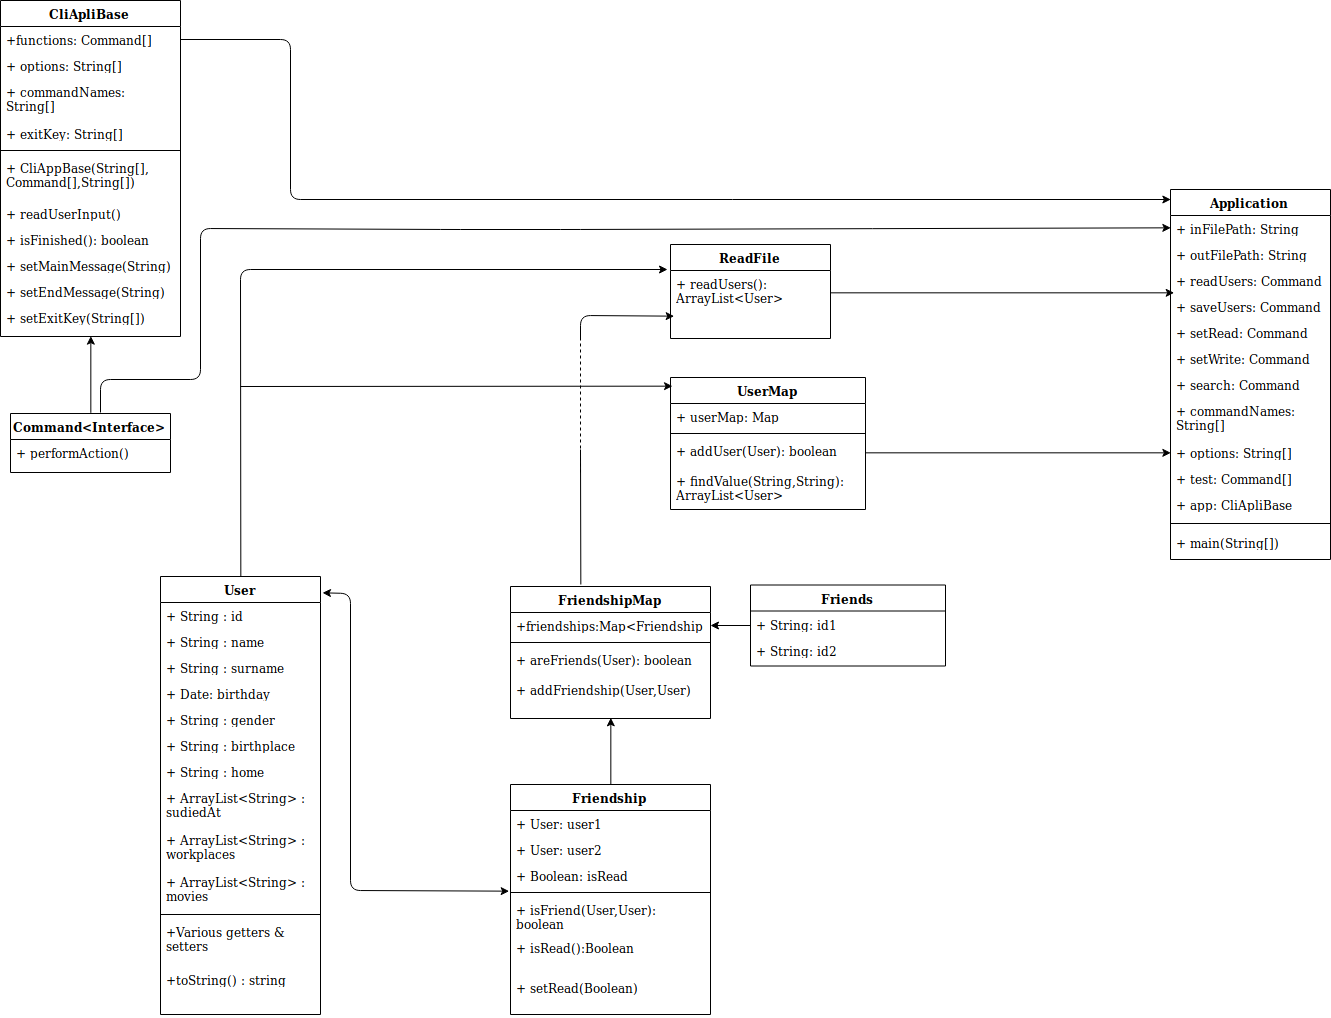 CliApliBase
+functions: Command[]
+ options: String[]
+ commandNames:
String[]
+ exitKey: String[]
+ CliAppBase(String[],
Command[],String[])
+ readUserInput()
+ isFinished(): boolean
+ setMainMessage(String)
+ setEndMessage(String)
+ setExitKey(String[])
Command<Interface>
+ performAction()
ReadFile
+ readUsers():
ArrayList<User>
UserMap
+ userMap: Map
+ addUser(User): boolean
+ findValue(String,String):
ArrayList<User>
Application
+ inFilePath: String
+ outFilePath: String
+ readUsers: Command
+ saveUsers: Command
+ setRead: Command
+ setWrite: Command
+ search: Command
+ commandNames:
String[]
+ options: String[]
+ test: Command[]
+ app: CliApliBase
+ main(String[])
User
+ String : id
+ String : name
+ String : surname
+ Date: birthday
+ String : gender
+ String : birthplace
+ String : home
+ ArrayList<String> :
sudiedAt
+ ArrayList<String> :
workplaces
+ ArrayList<String> :
movies
+Various getters &
setters
+toString() : string
FriendshipMap
+friendships:Map<Friendship
+ areFriends(User): boolean
+ addFriendship(User,User)
Friends
+ String: id1
+ String: id2
Friendship
+ User: user1
+ User: user2
+ Boolean: isRead
+ isFriend(User,User):
boolean
+ isRead():Boolean
+ setRead(Boolean)